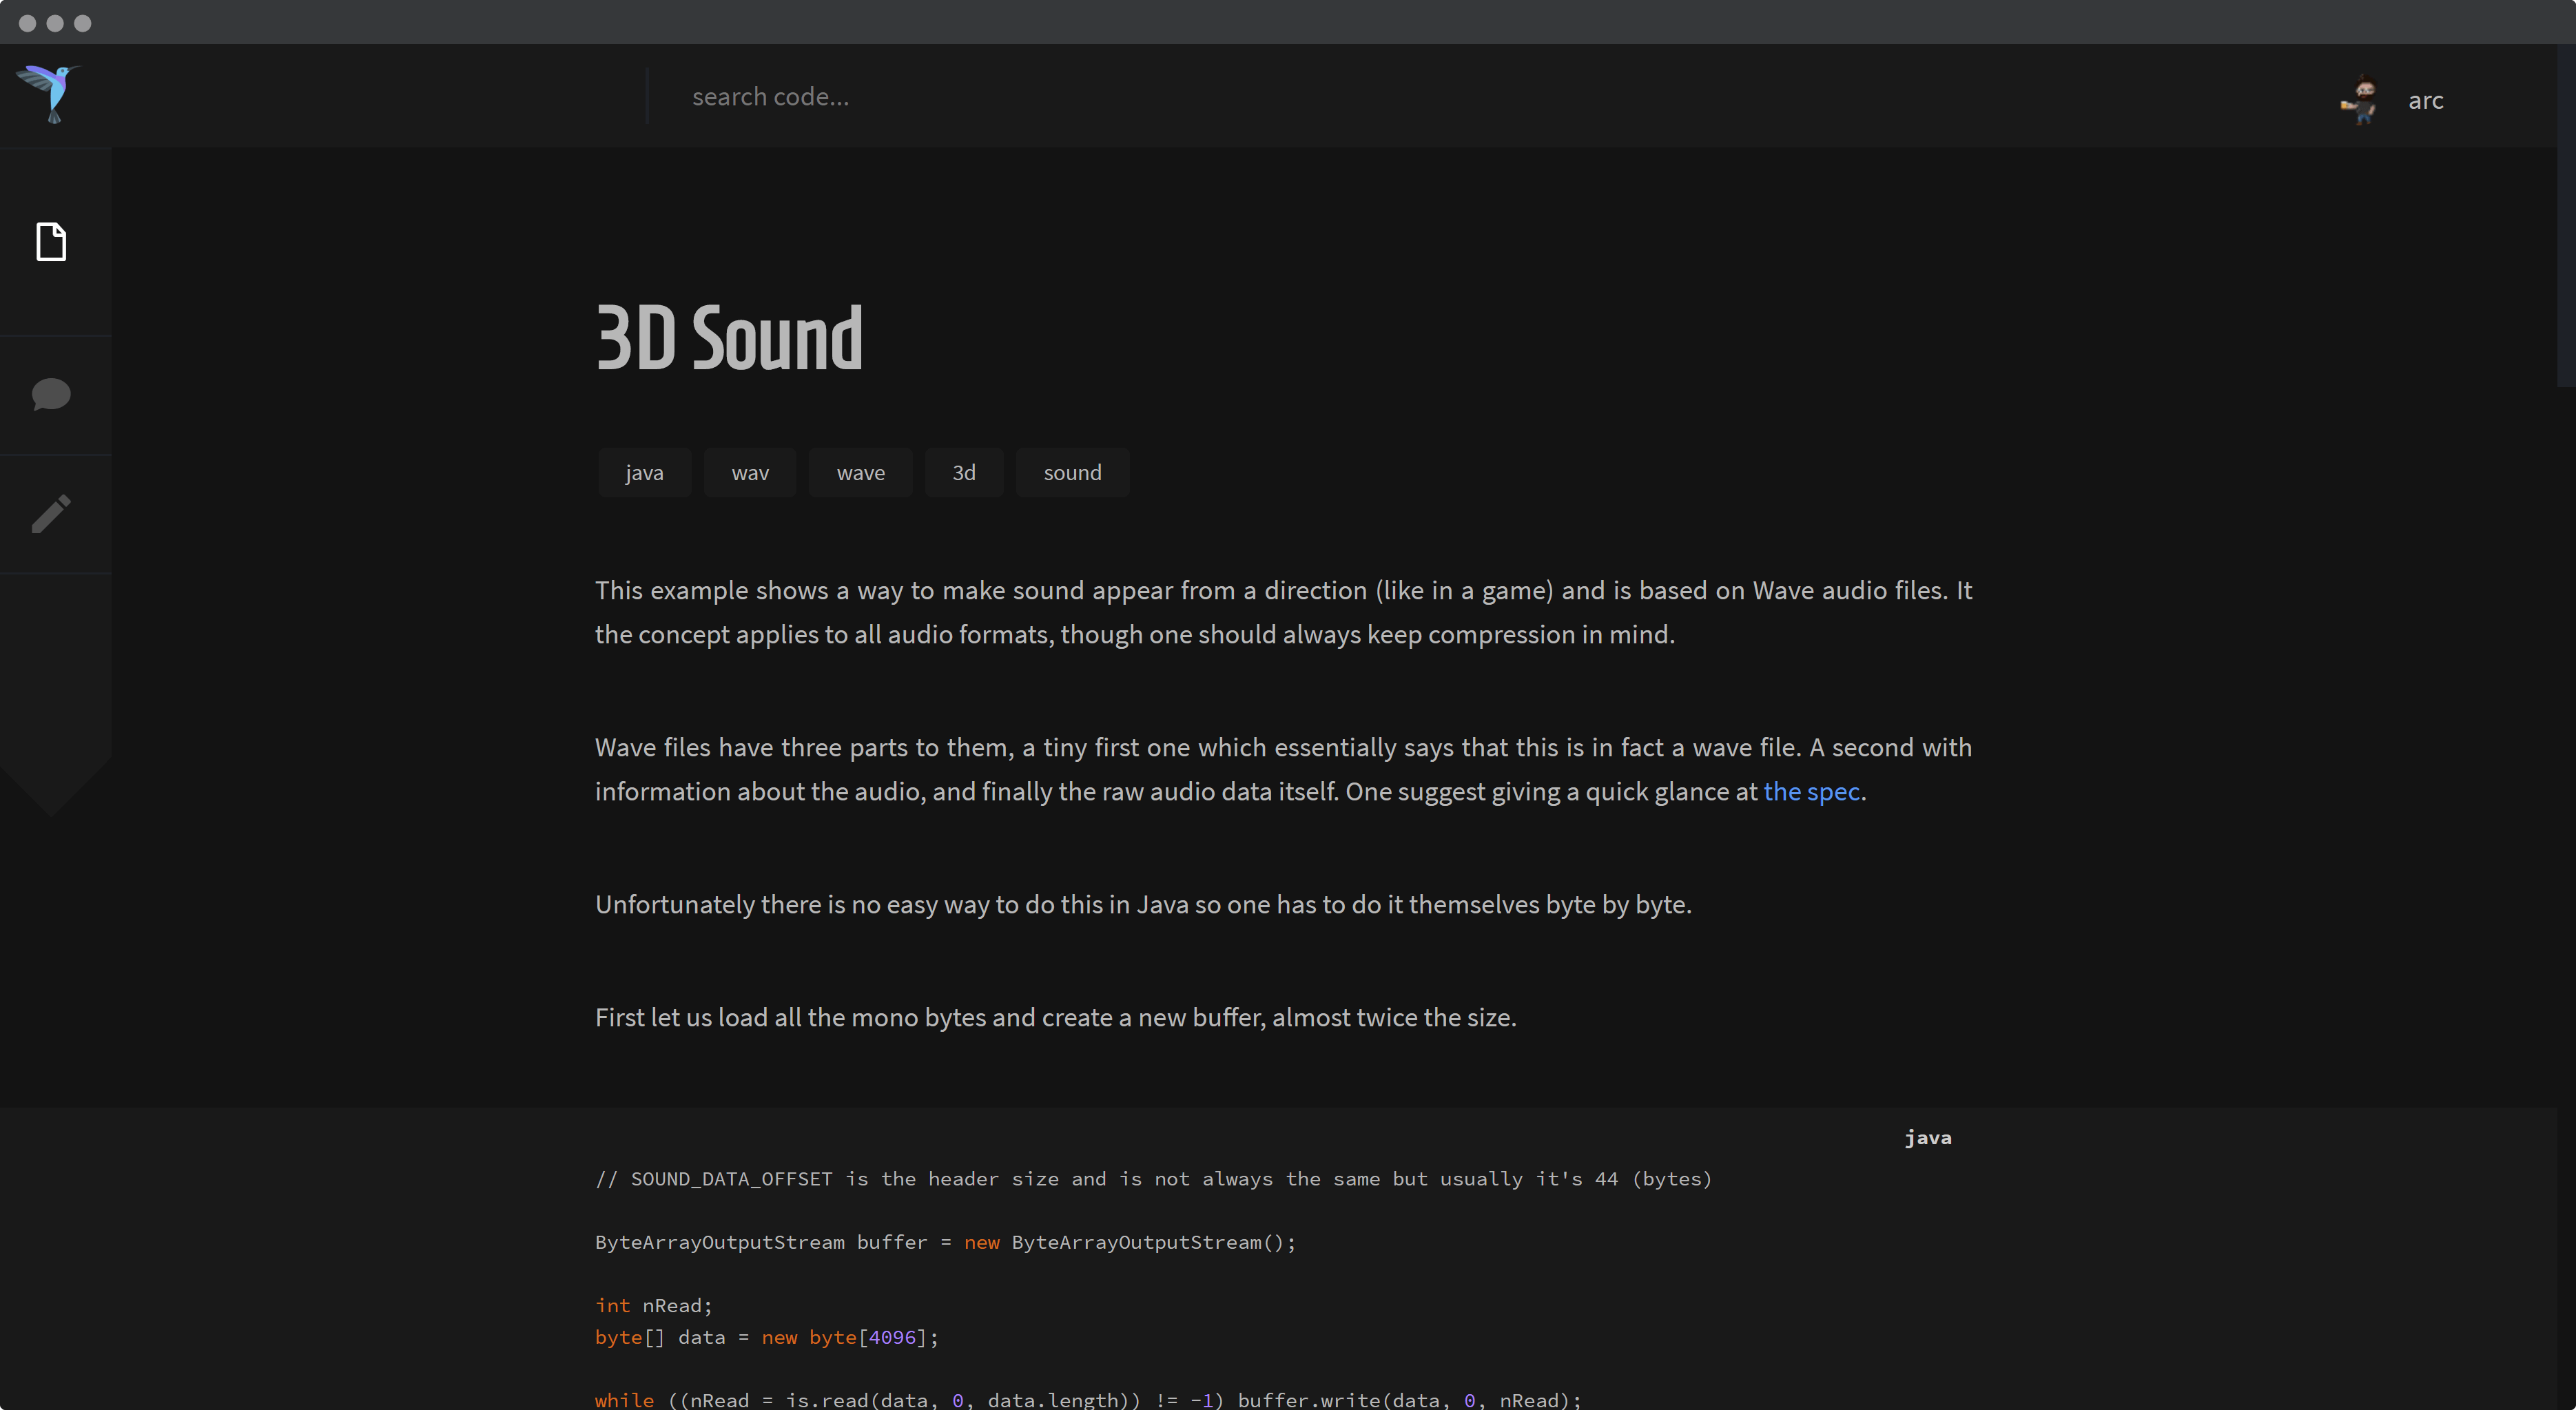 search code...
arc
3D Sound
java wav wave 3d sound
This example shows a way to make sound appear from a direction (like in a game) and is based on Wave audio files. It
the concept applies to all audio formats, though one should always keep compression in mind.
Wave files have three parts to them, a tiny first one which essentially says that this is in fact a wave file. A second with
information about the audio, and finally the raw audio data itself. One suggest giving a quick glance at the spec.
Unfortunately there is no easy way to do this in Java so one has to do it themselves byte by byte.
First let us load all the mono bytes and create a new buffer, almost twice the size.
java
// SOUND_DATA_OFFSET is the header size and is not always the same but usually it's 44 (bytes)
ByteArrayOutputStream buffer = new ByteArrayOutputStream();
int nRead;
byte[] data = new byte[4096];
while ((nRead = is.read(data, 0, data.length)) != -1) buffer.write(data, 0, nRead);